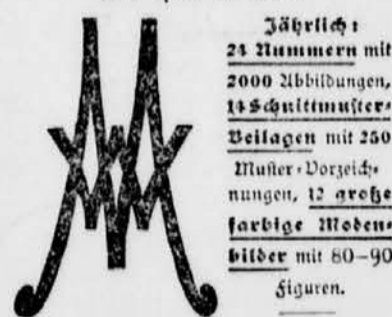 Jährlich:
24 Nummern mit
2000 Abbildungen,
14 Schnittmuster-
Beilagen mit 250
Muster-Vorzeich-
nungen, 12 große
farbige Moden-
bilder mit 80–90
Figuren.